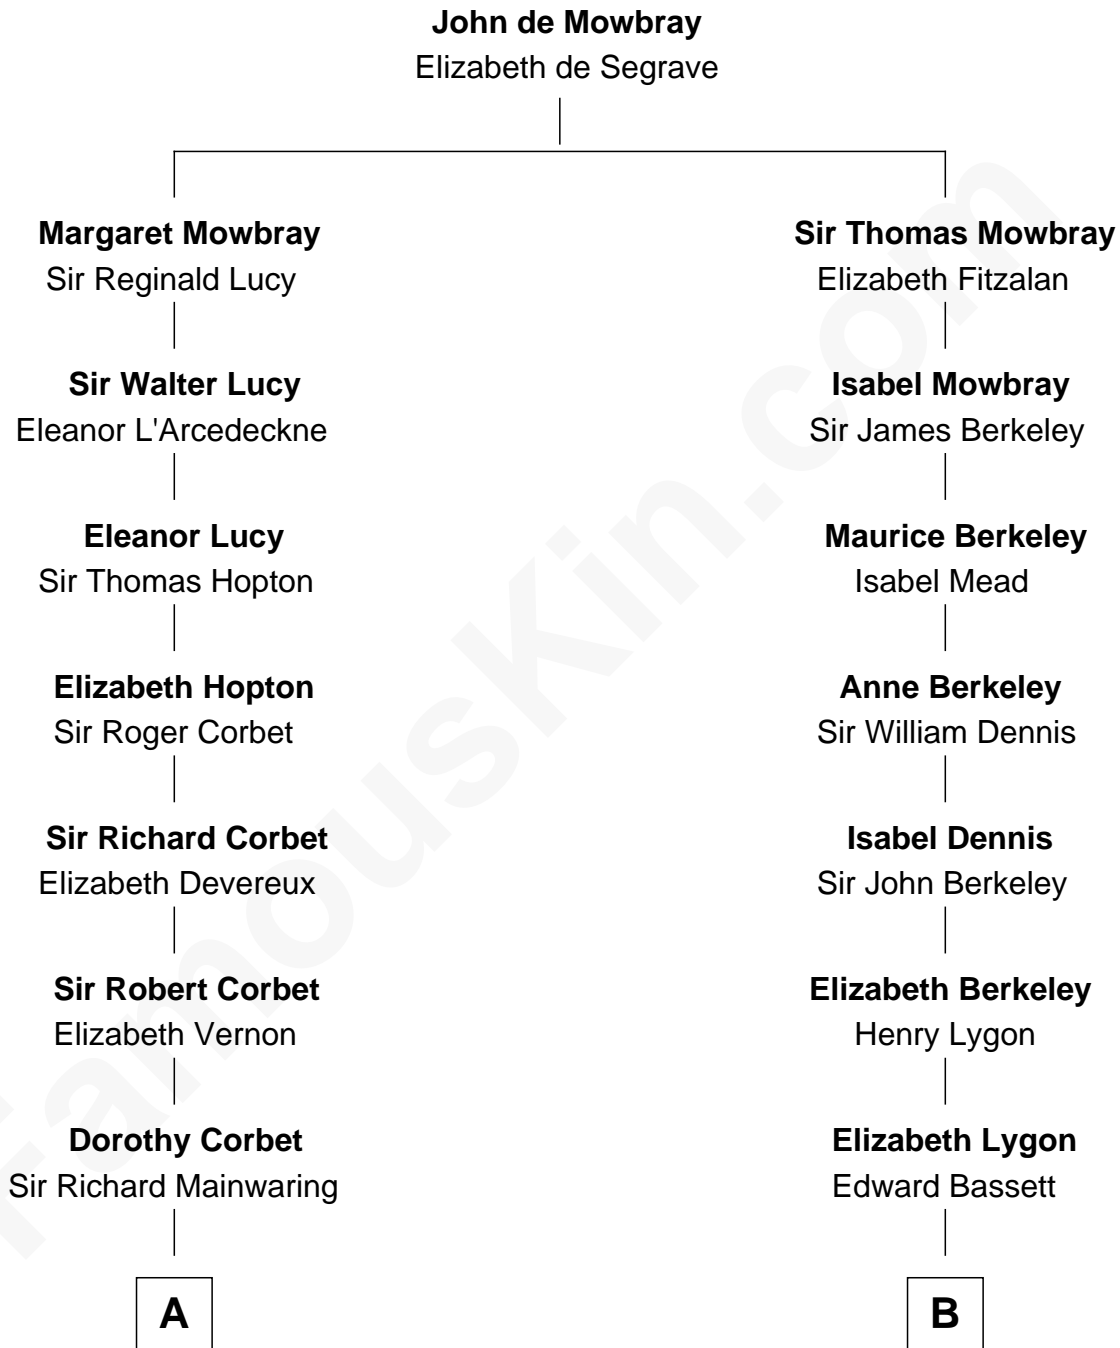 John de Mowbray
Elizabeth de Segrave
Margaret Mowbray
Sir Reginald Lucy
Sir Walter Lucy
Eleanor L'Arcedeckne
Eleanor Lucy
Sir Thomas Hopton
Elizabeth Hopton
Sir Roger Corbet
Sir Richard Corbet
Elizabeth Devereux
Sir Robert Corbet
Elizabeth Vernon
Dorothy Corbet
Sir Richard Mainwaring
A
Sir Thomas Mowbray
Elizabeth Fitzalan
Isabel Mowbray
Sir James Berkeley
Maurice Berkeley
Isabel Mead
Anne Berkeley
Sir William Dennis
Isabel Dennis
Sir John Berkeley
Elizabeth Berkeley
Henry Lygon
Elizabeth Lygon
Edward Bassett
B
FamousKin.com